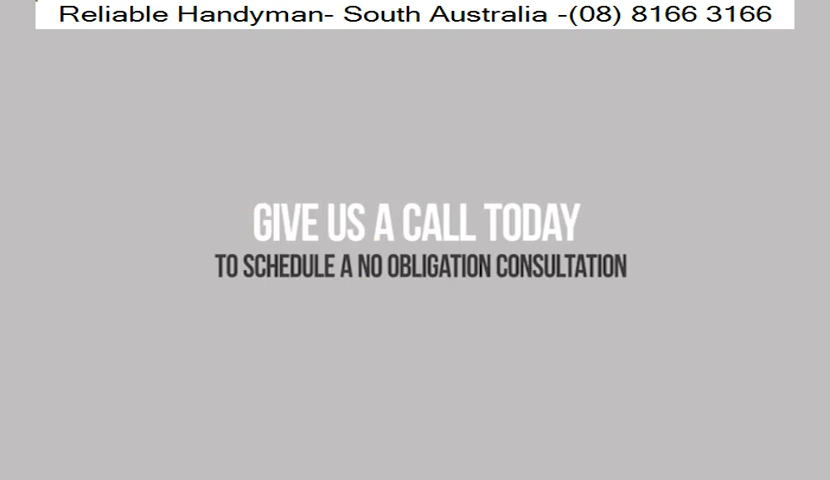 Reliable Handyman- South Australia -(08) 8166 3166
GIVE US A CALL TODAY
TO SCHEDULE A NO OBLIGATION CONSULTATION